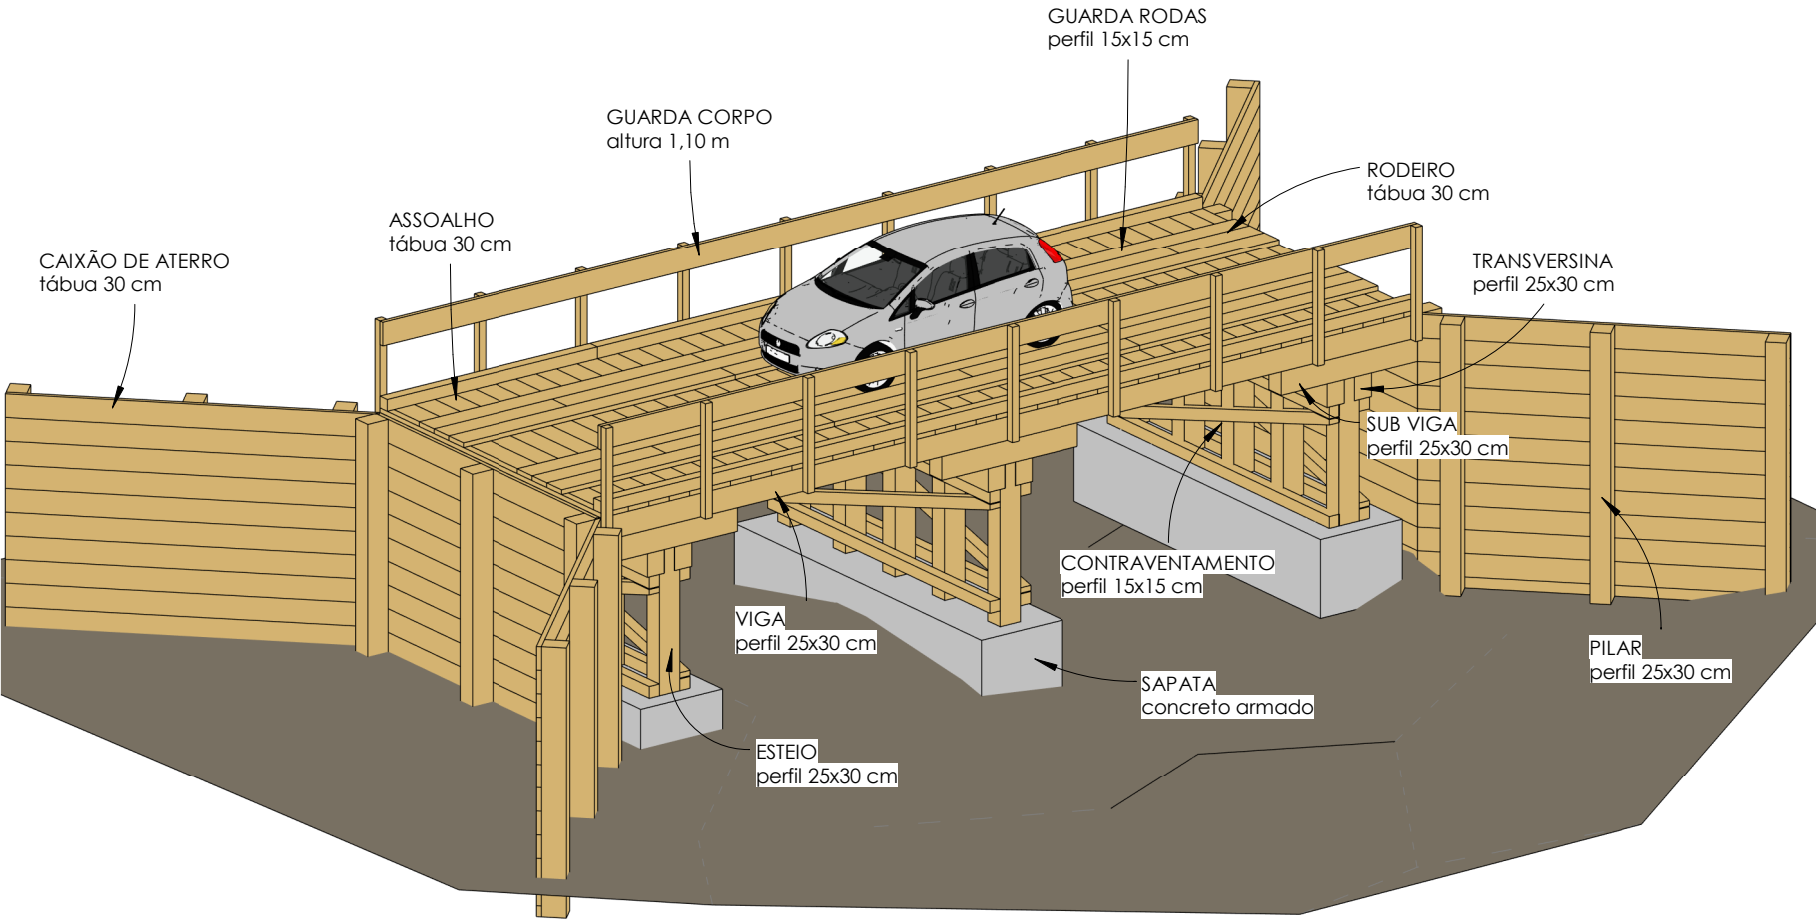 GUARDA RODAS
perfil 15x15 cm
GUARDA CORPO
altura 1,10 m
RODEIRO
tábua 30 cm
ASSOALHO
tábua 30 cm
CAIXÃO DE ATERRO
tábua 30 cm
TRANSVERSINA
perfil 25x30 cm
SUB VIGA
perfil 25x30 cm
CONTRAVENTAMENTO
perfil 15x15 cm
VIGA
perfil 25x30 cm
PILAR
perfil 25x30 cm
SAPATA
concreto armado
ESTEIO
perfil 25x30 cm